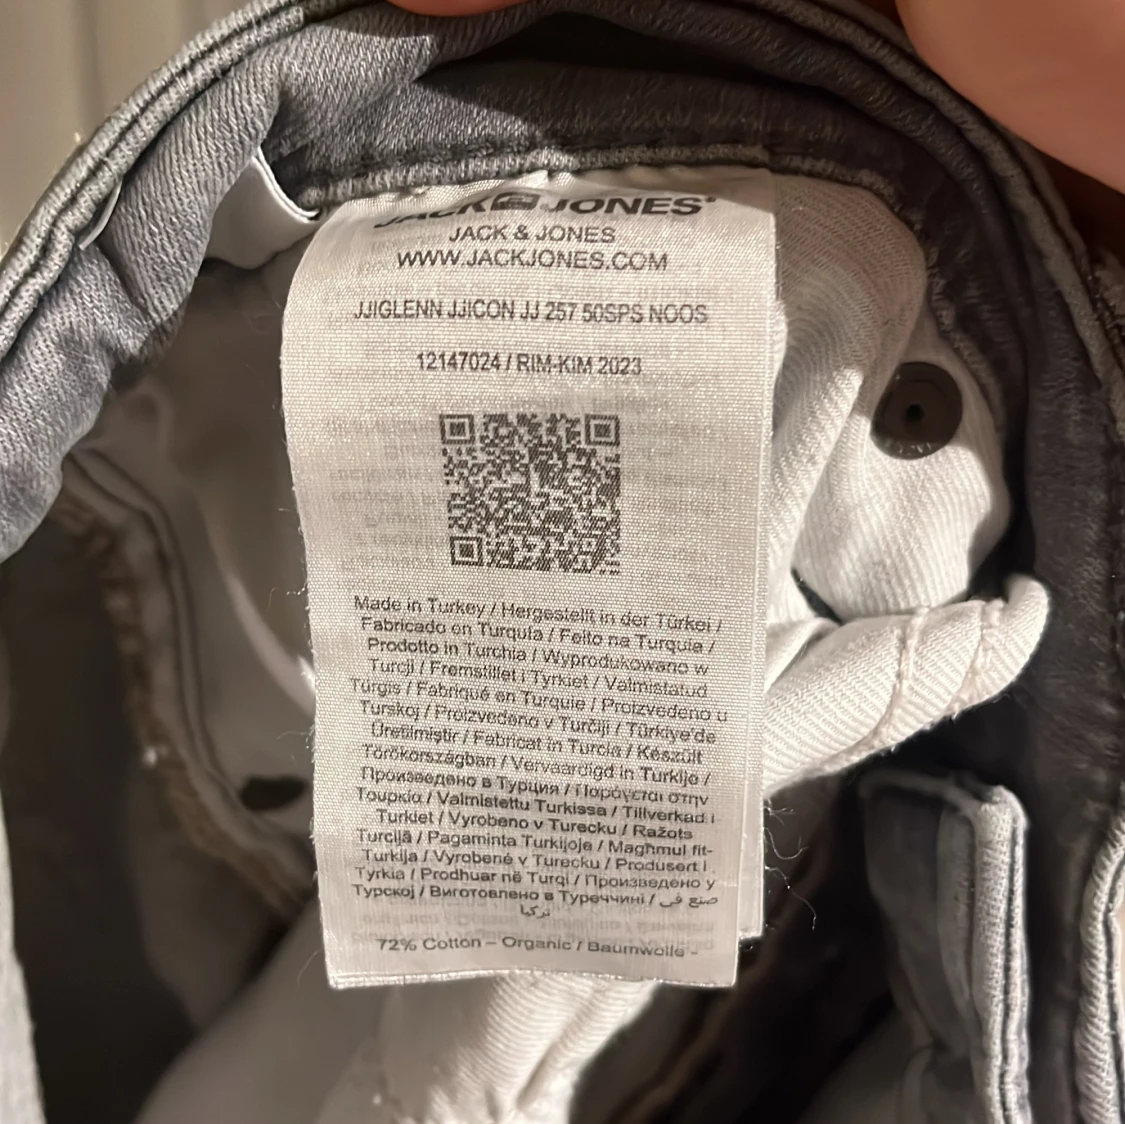 JACK JONES®
JACK & JONES
WWW.JACKJONES.COM
JJIGLENN JJICON JJ 257 50SPS NOOS
12147024 / RIM-KIM 2023
Made in Turkey / Hergestellt in der Türkei /
Fabricado en Turquía / Feito na Turquia /
Prodotto in Turchia / Wyprodukowano w
Turcji / Fremstillet i Tyrkiet / Valmistatud
Türgis / Fabriqué en Turquie / Proizvedeno u
Turskoj / Proizvedeno v Turčiji / Türkiye'de
Üretilmiştir / Fabricat în Turcia / Készült
Törökországban / Vervaardigd in Turkije /
Произведено в Турция / Παράγεται στην
Τουρκία / Valmistettu Turkissa / Tillverkad i
Turkiet / Vyrobeno v Turecku / Ražots
Turcijā / Pagaminta Turkijoje / Magħmul fit-
Turkija / Vyrobené v Turecku / Produsert i
Tyrkia / Prodhuar në Turqi / Произведено у
Турској / Виготовлено в Туреччині / صنع في
تركيا
72% Cotton – Organic / Baumwolle -